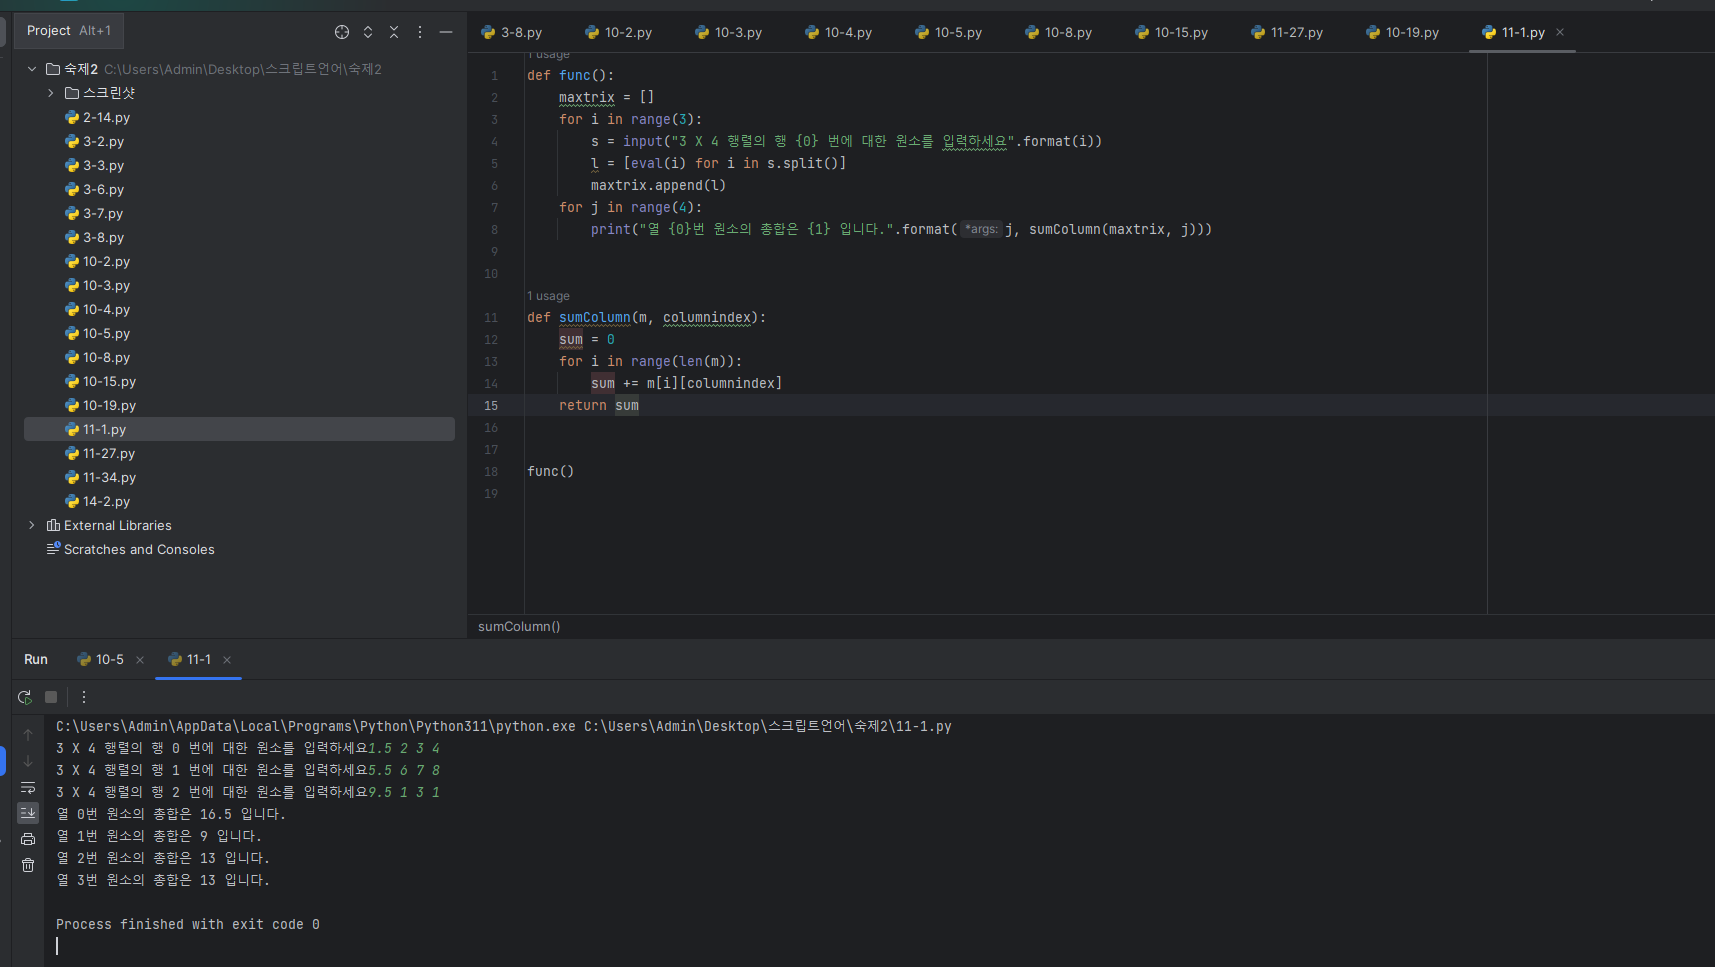 Project Alt+1
숙제2 C:\Users\Admin\Desktop\스크립트언어\숙제2
스크린샷
2-14.py
3-2.py
3-3.py
3-6.py
3-7.py
3-8.py
10-2.py
10-3.py
10-4.py
10-5.py
10-8.py
10-15.py
10-19.py
11-1.py
11-27.py
11-34.py
14-2.py
External Libraries
Scratches and Consoles
3-8.py 10-2.py 10-3.py 10-4.py 10-5.py 10-8.py 10-15.py 11-27.py 10-19.py 11-1.py
1 usage
1 def func():
2 maxtrix = []
3 for i in range(3):
4 s = input("3 X 4 행렬의 행 {0} 번에 대한 원소를 입력하세요".format(i))
5 l = [eval(i) for i in s.split()]
6 maxtrix.append(l)
7 for j in range(4):
8 print("열 {0}번 원소의 총합은 {1} 입니다.".format( *args: j, sumColumn(maxtrix, j)))
9
10
1 usage
11 def sumColumn(m, columnindex):
12 sum = 0
13 for i in range(len(m)):
14 sum += m[i][columnindex]
15 return sum
16
17
18 func()
19
sumColumn()
Run 10-5 11-1
C:\Users\Admin\AppData\Local\Programs\Python\Python311\python.exe C:\Users\Admin\Desktop\스크립트언어\숙제2\11-1.py
3 X 4 행렬의 행 0 번에 대한 원소를 입력하세요1.5 2 3 4
3 X 4 행렬의 행 1 번에 대한 원소를 입력하세요5.5 6 7 8
3 X 4 행렬의 행 2 번에 대한 원소를 입력하세요9.5 1 3 1
열 0번 원소의 총합은 16.5 입니다.
열 1번 원소의 총합은 9 입니다.
열 2번 원소의 총합은 13 입니다.
열 3번 원소의 총합은 13 입니다.
Process finished with exit code 0